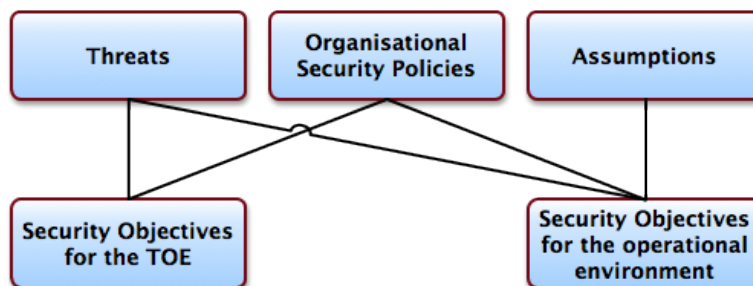 Threats
Organisational
Security Policies
Assumptions
Security Objectives
for the TOE
Security Objectives
for the operational
environment